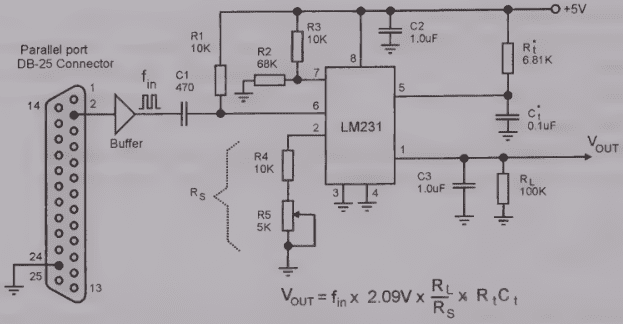 +5V
Parallel port
DB-25 Connector
R1
10K
R3
10K
C2
1.0uF
R*t
6.81K
R2
68K
C1
470
fin
1
14
2
Buffer
8
7
6
5
LM231
C*t
0.1uF
2
1
VOUT
R4
10K
RS
R5
5K
3
4
C3
1.0uF
RL
100K
24
25
13
VOUT = fin x 2.09V x RL/RS x RtCt